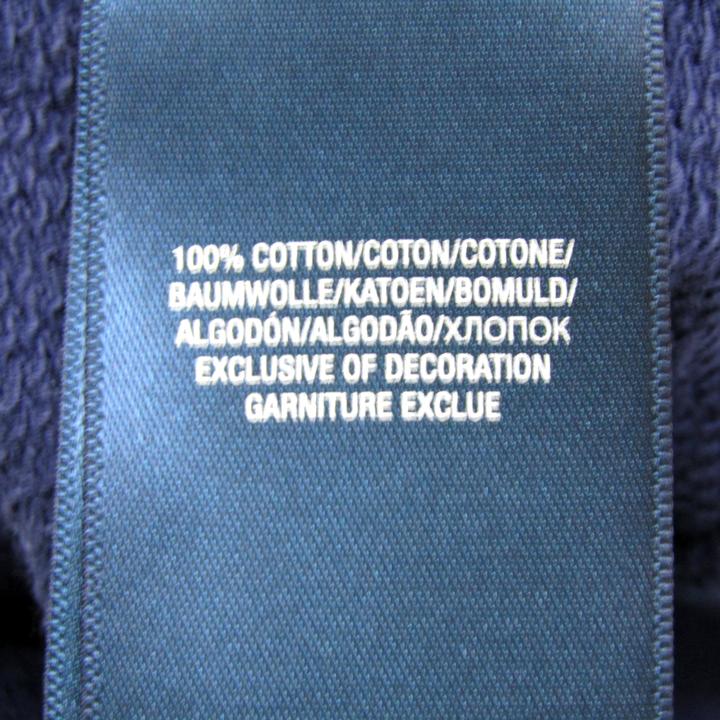 100% COTTON/COTON/COTONE/
BAUMWOLLE/KATOEN/BOMULD/
ALGODÓN/ALGODÃO/ХЛОПОК
EXCLUSIVE OF DECORATION
GARNITURE EXCLUE